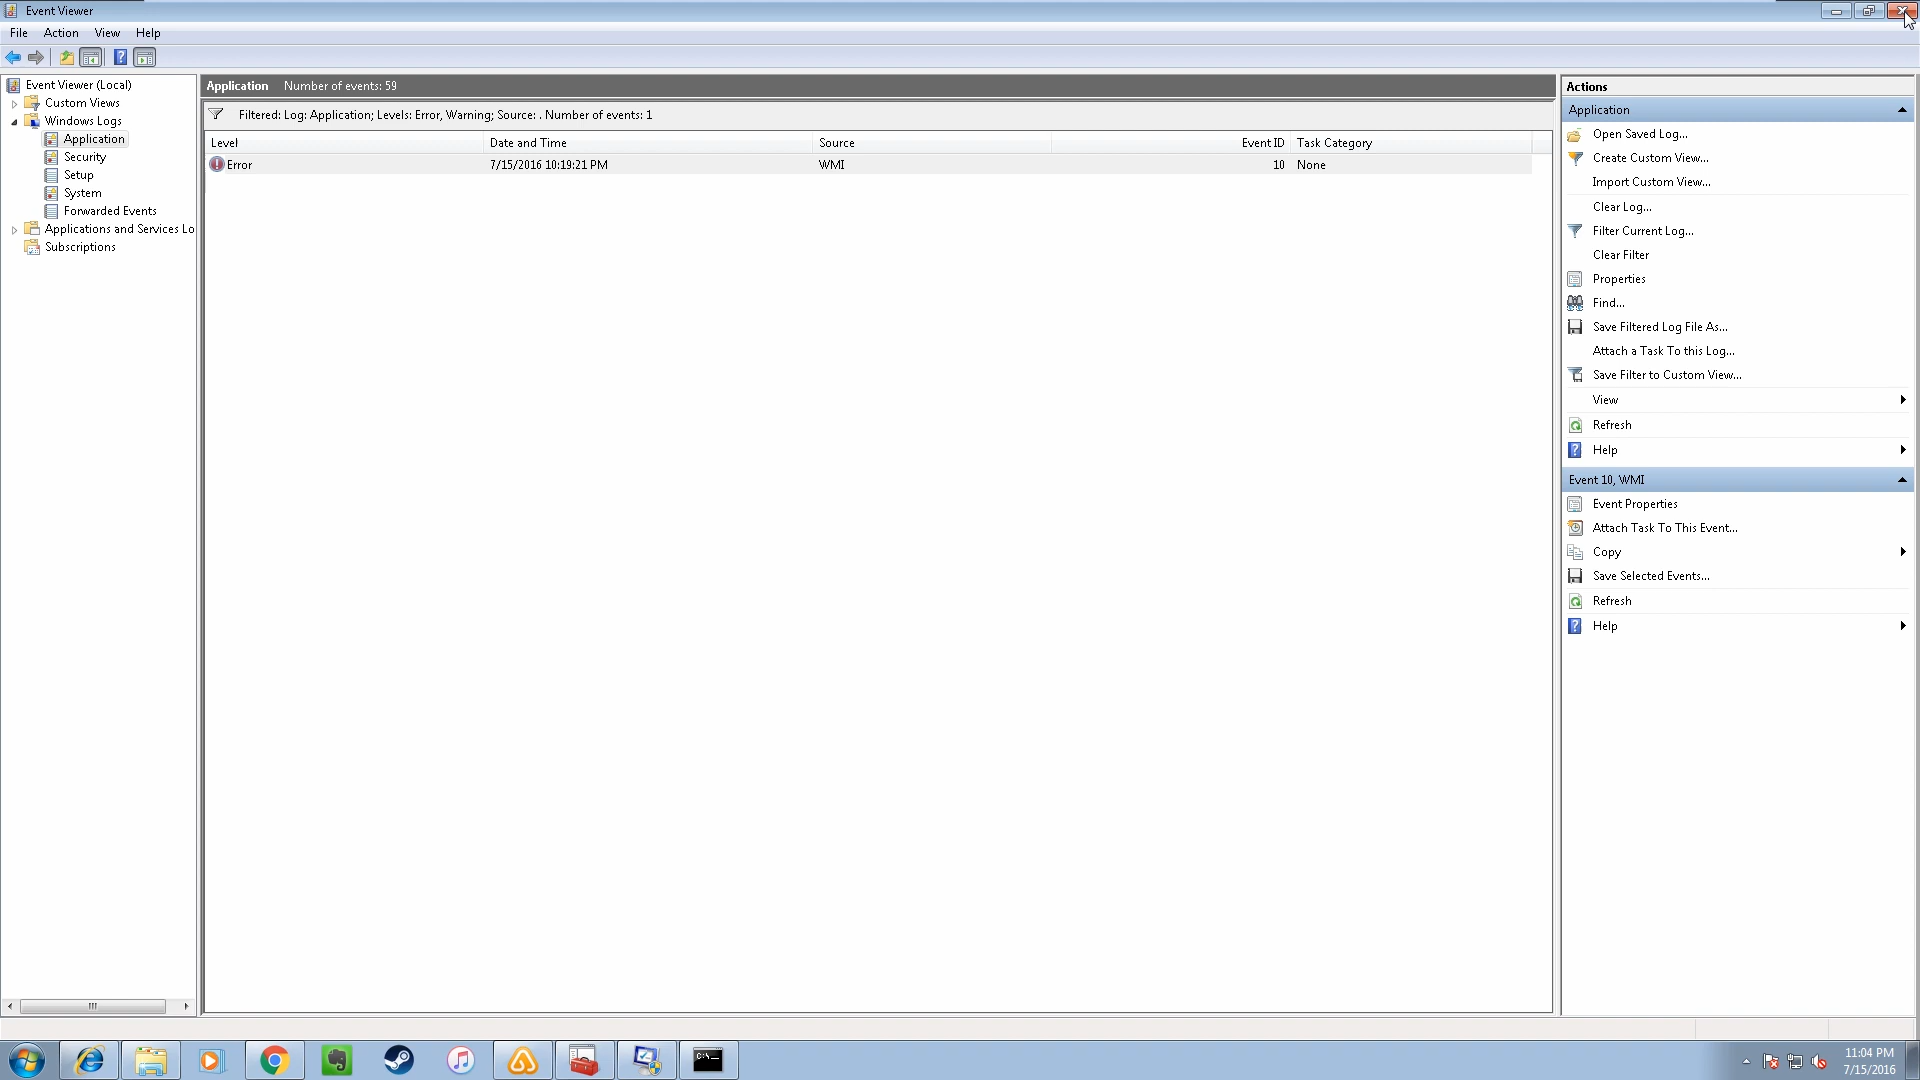 Event Viewer
File Action View Help
Event Viewer (Local)
Custom Views
Windows Logs
Application
Security
Setup
System
Forwarded Events
Applications and Services Lo
Subscriptions
Application Number of events: 59
Filtered: Log: Application; Levels: Error, Warning; Source: . Number of events: 1
Level Date and Time Source Event ID Task Category
Error 7/15/2016 10:19:21 PM WMI 10 None
Actions
Application
Open Saved Log...
Create Custom View...
Import Custom View...
Clear Log...
Filter Current Log...
Clear Filter
Properties
Find...
Save Filtered Log File As...
Attach a Task To this Log...
Save Filter to Custom View...
View
Refresh
Help
Event 10, WMI
Event Properties
Attach Task To This Event...
Copy
Save Selected Events...
Refresh
Help
C:\_
11:04 PM
7/15/2016